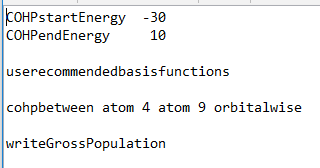 COHPstartEnergy -30
COHPendEnergy 10
userecommendedbasisfunctions
cohpbetween atom 4 atom 9 orbitalwise
writeGrossPopulation